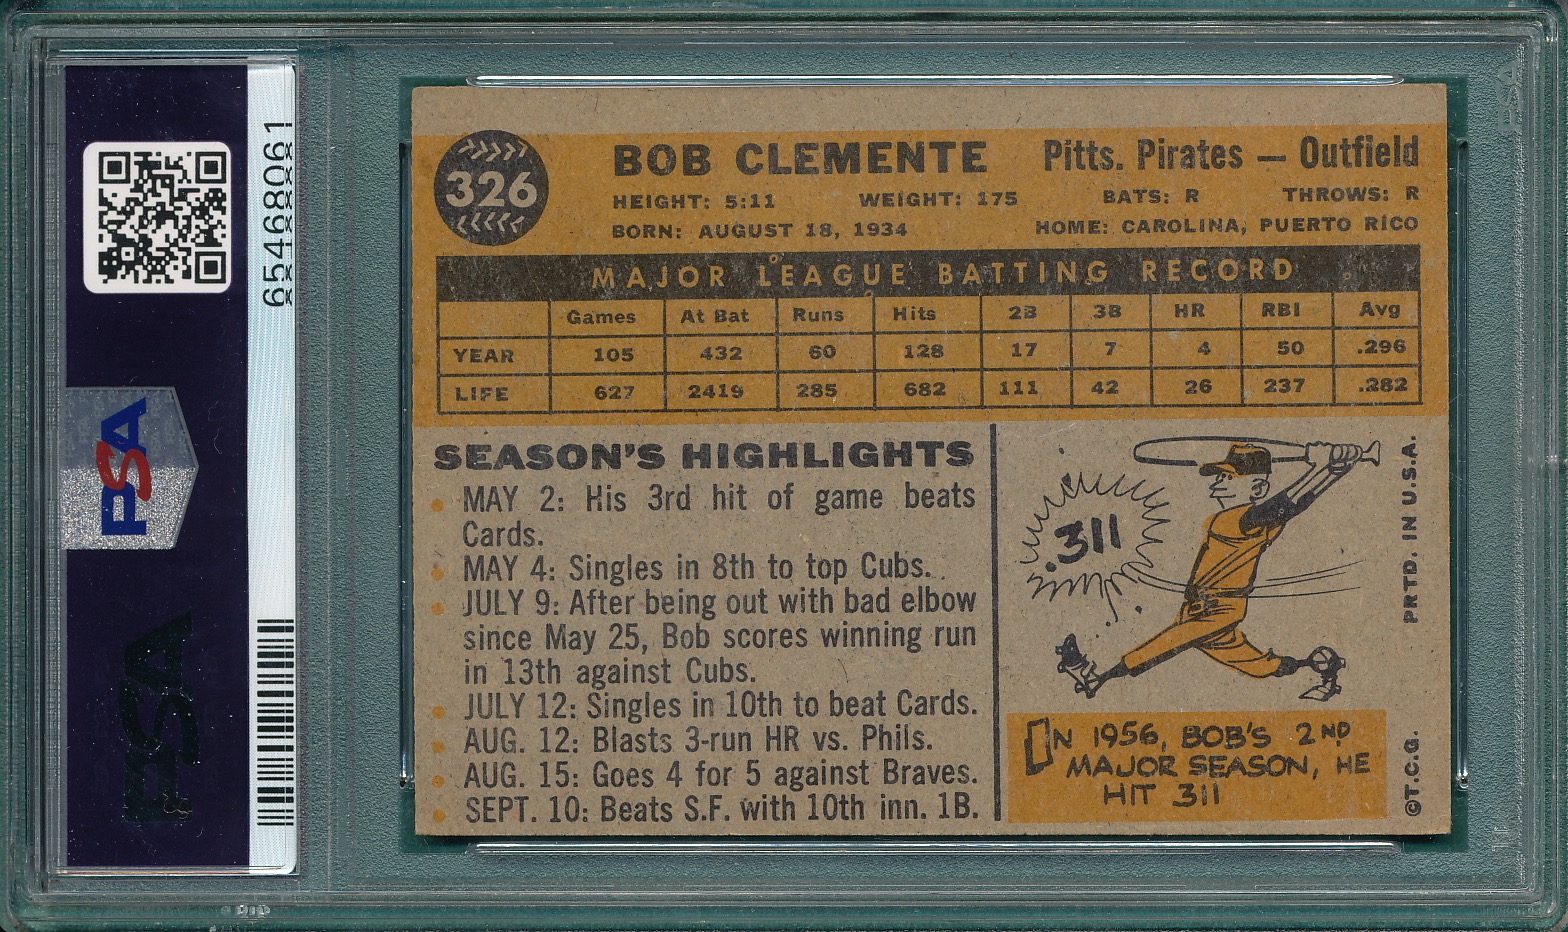 65468061
PSA
PSA
326
BOB CLEMENTE Pitts. Pirates — Outfield
HEIGHT: 5:11 WEIGHT: 175 BATS: R THROWS: R
BORN: AUGUST 18, 1934 HOME: CAROLINA, PUERTO RICO
MAJOR LEAGUE BATTING RECORD
Games At Bat Runs Hits 2B 3B HR RBI Avg
YEAR 105 432 60 128 17 7 4 50 .296
LIFE 627 2419 285 682 111 42 26 237 .282
SEASON'S HIGHLIGHTS
MAY 2: His 3rd hit of game beats
Cards.
MAY 4: Singles in 8th to top Cubs.
JULY 9: After being out with bad elbow
since May 25, Bob scores winning run
in 13th against Cubs.
JULY 12: Singles in 10th to beat Cards.
AUG. 12: Blasts 3-run HR vs. Phils.
AUG. 15: Goes 4 for 5 against Braves.
SEPT. 10: Beats S.F. with 10th inn. 1B.
.311
IN 1956, BOB'S 2ND
MAJOR SEASON, HE
HIT 311
©T.C.G. PRTD. IN U.S.A.